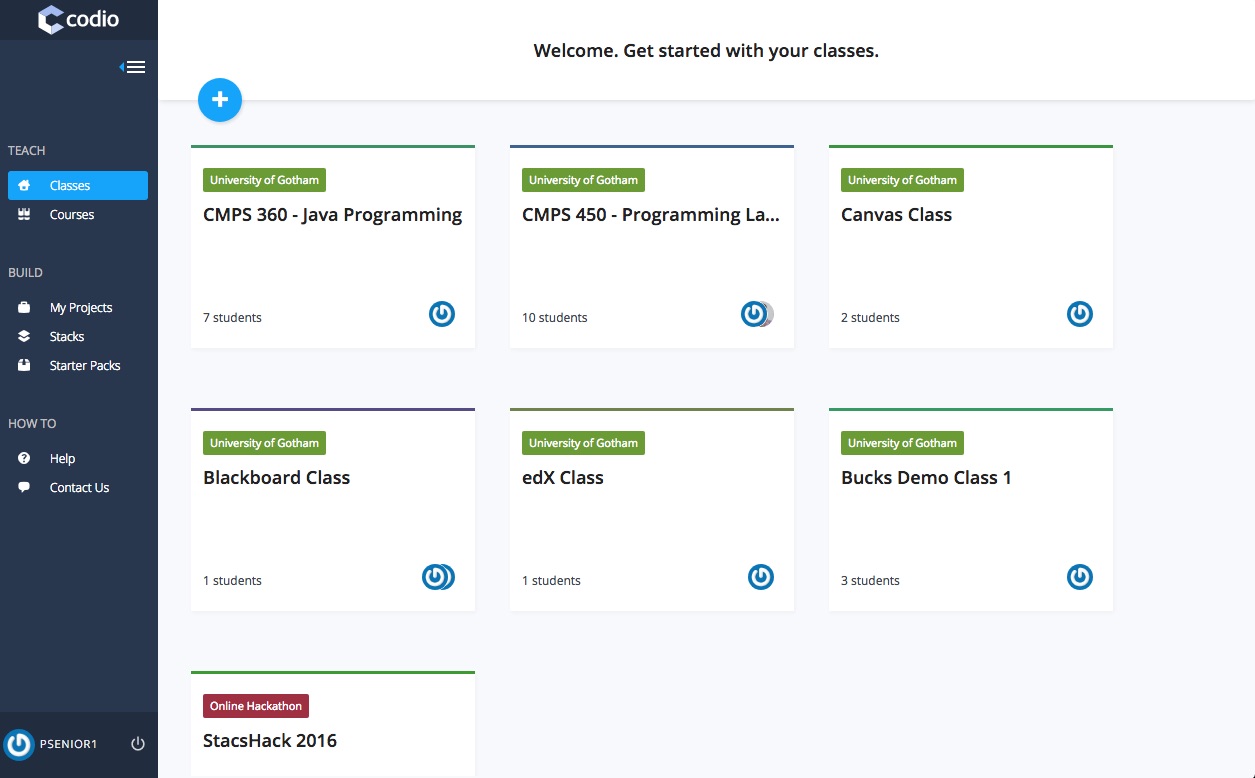 codio
Welcome. Get started with your classes.
TEACH
Classes
Courses
BUILD
My Projects
Stacks
Starter Packs
HOW TO
Help
Contact Us
PSENIOR1
University of Gotham
CMPS 360 - Java Programming
7 students
University of Gotham
CMPS 450 - Programming La...
10 students
University of Gotham
Canvas Class
2 students
University of Gotham
Blackboard Class
1 students
University of Gotham
edX Class
1 students
University of Gotham
Bucks Demo Class 1
3 students
Online Hackathon
StacsHack 2016